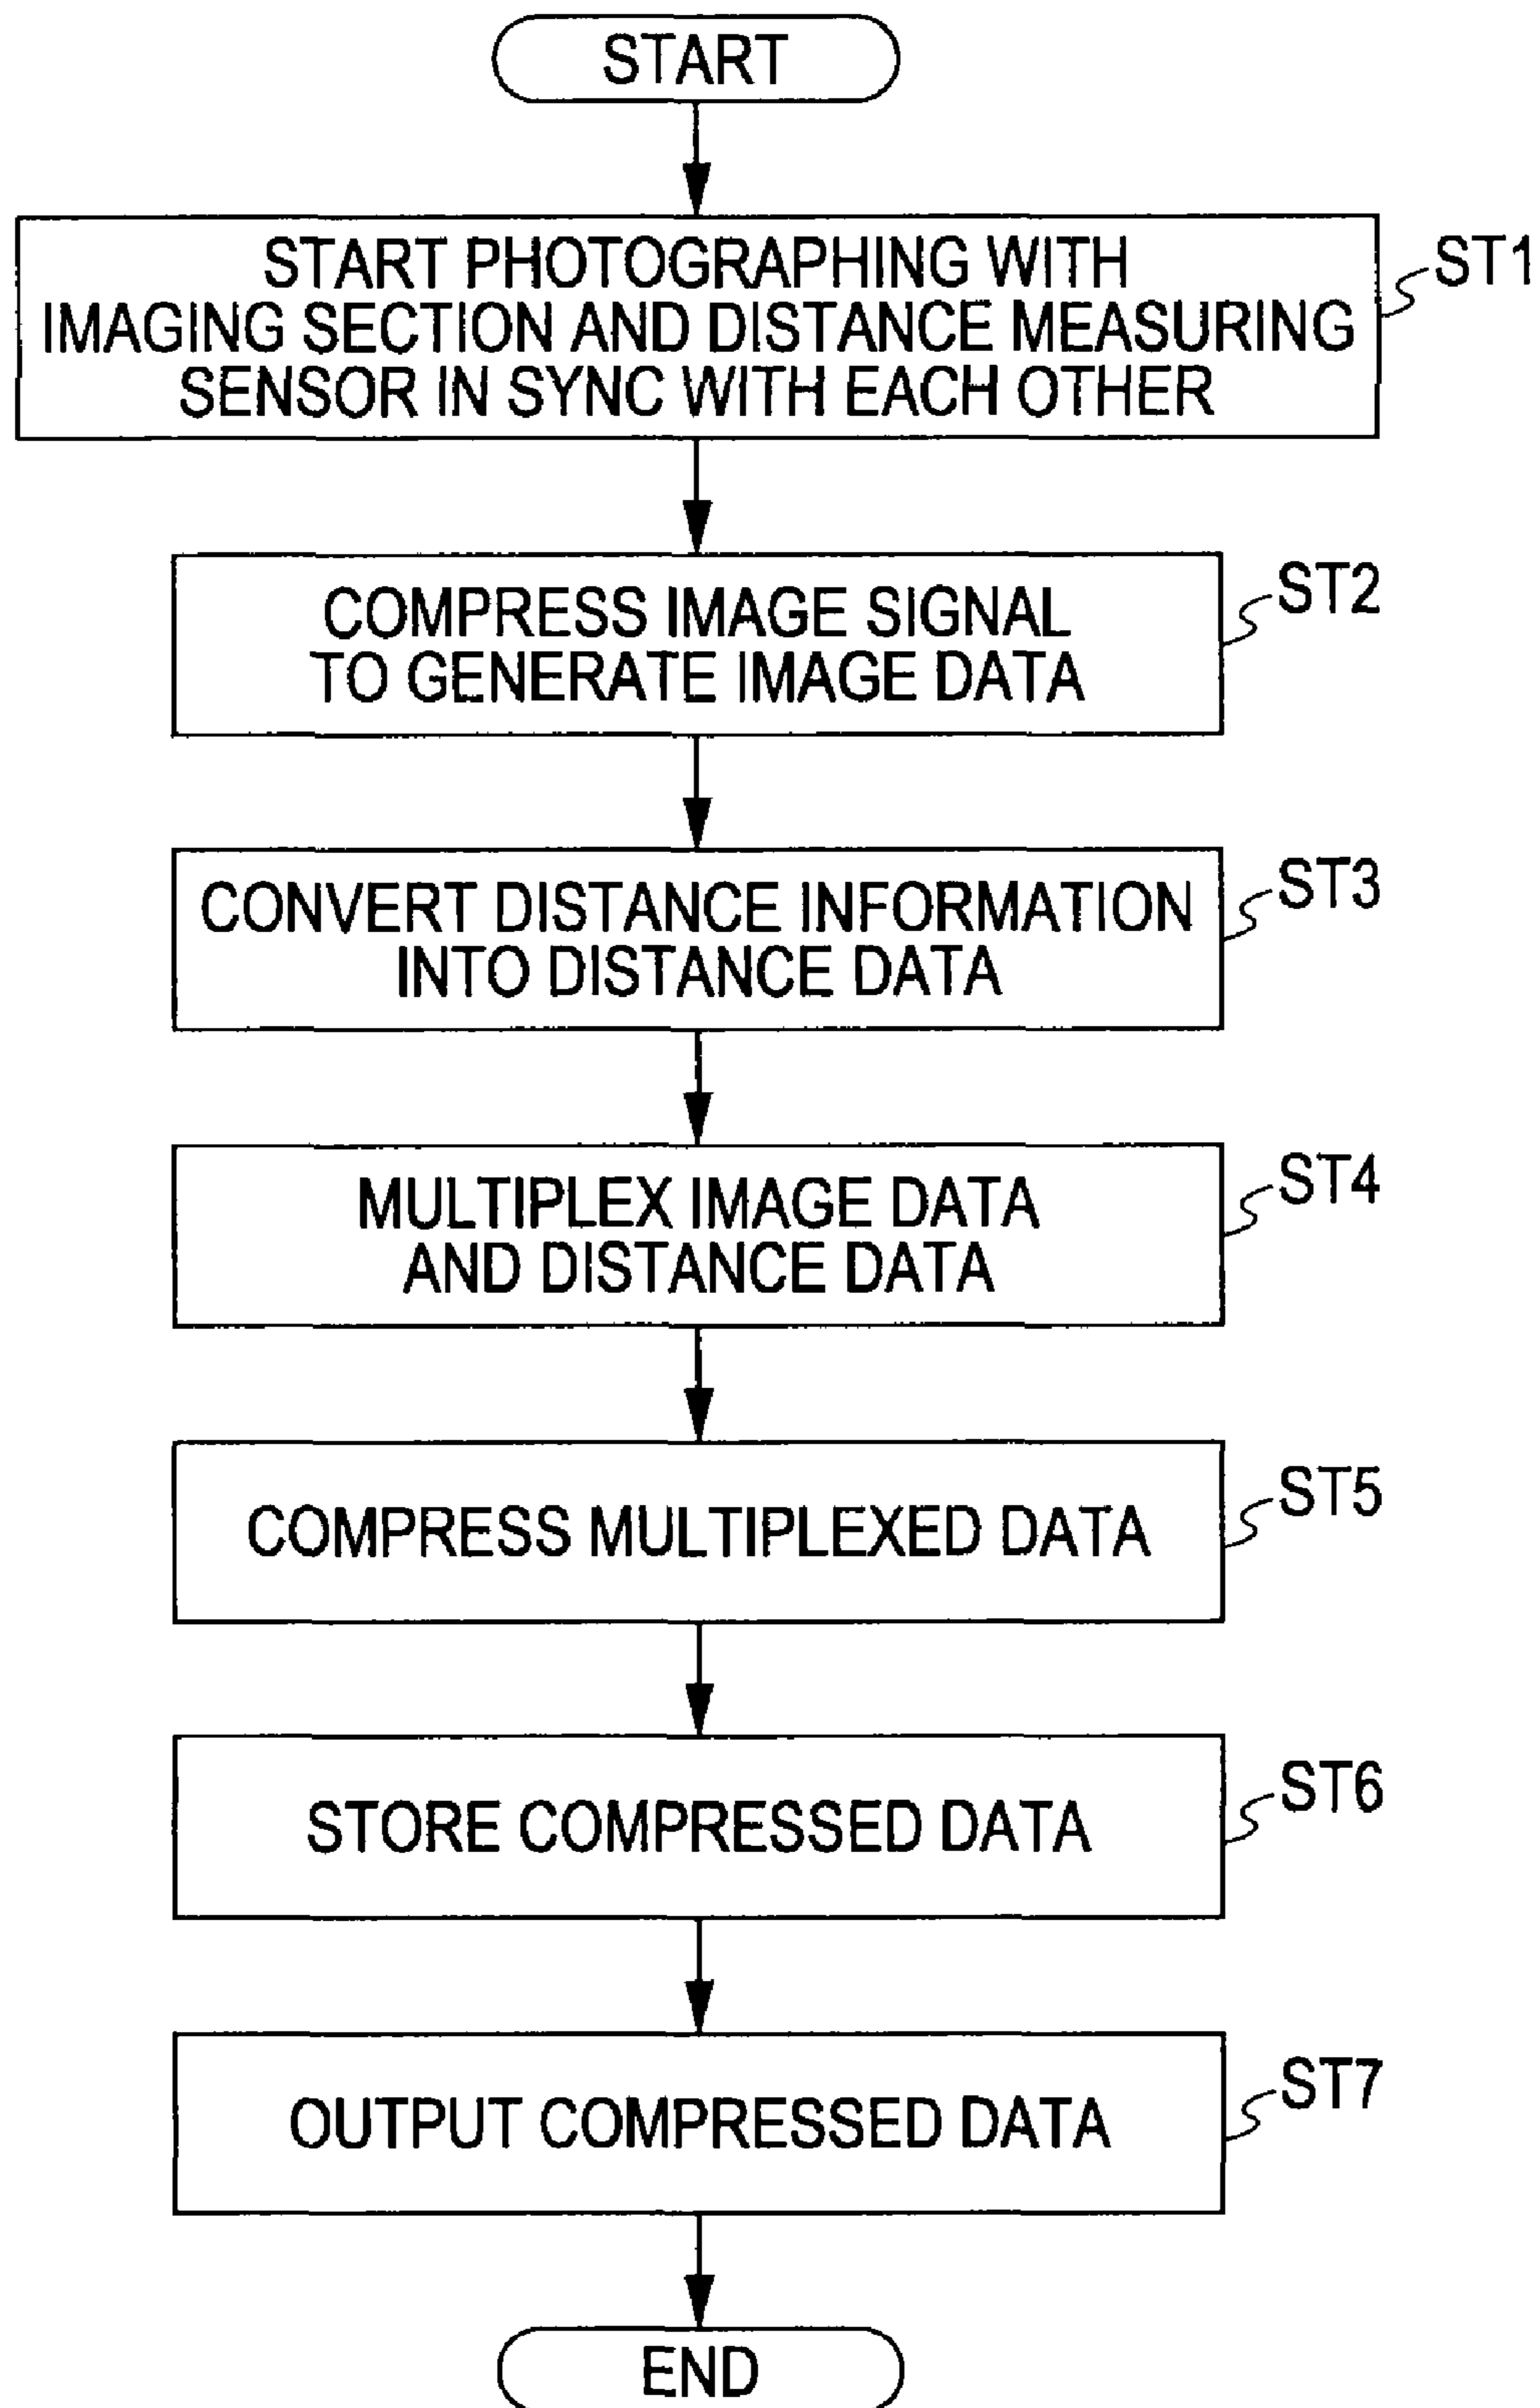 START
START PHOTOGRAPHING WITH
IMAGING SECTION AND DISTANCE MEASURING
SENSOR IN SYNC WITH EACH OTHER
ST1
COMPRESS IMAGE SIGNAL
TO GENERATE IMAGE DATA
ST2
CONVERT DISTANCE INFORMATION
INTO DISTANCE DATA
ST3
MULTIPLEX IMAGE DATA
AND DISTANCE DATA
ST4
COMPRESS MULTIPLEXED DATA
ST5
STORE COMPRESSED DATA
ST6
OUTPUT COMPRESSED DATA
ST7
END